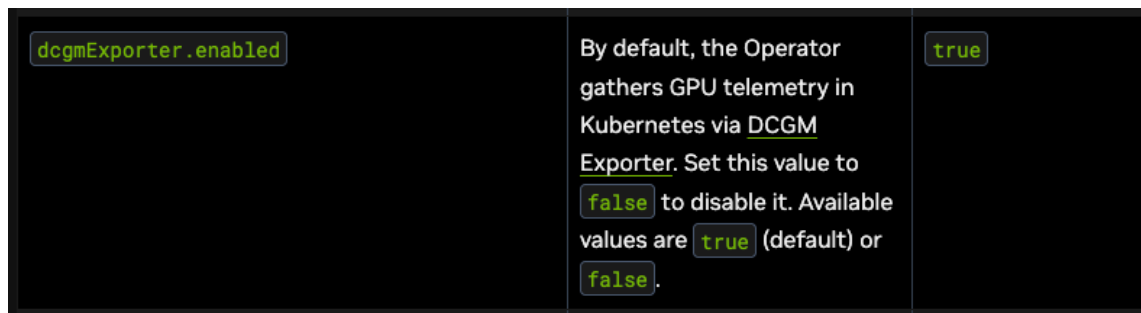 dcgmExporter.enabled
By default, the Operator
gathers GPU telemetry in
Kubernetes via DCGM
Exporter. Set this value to
false to disable it. Available
values are true (default) or
false.
true